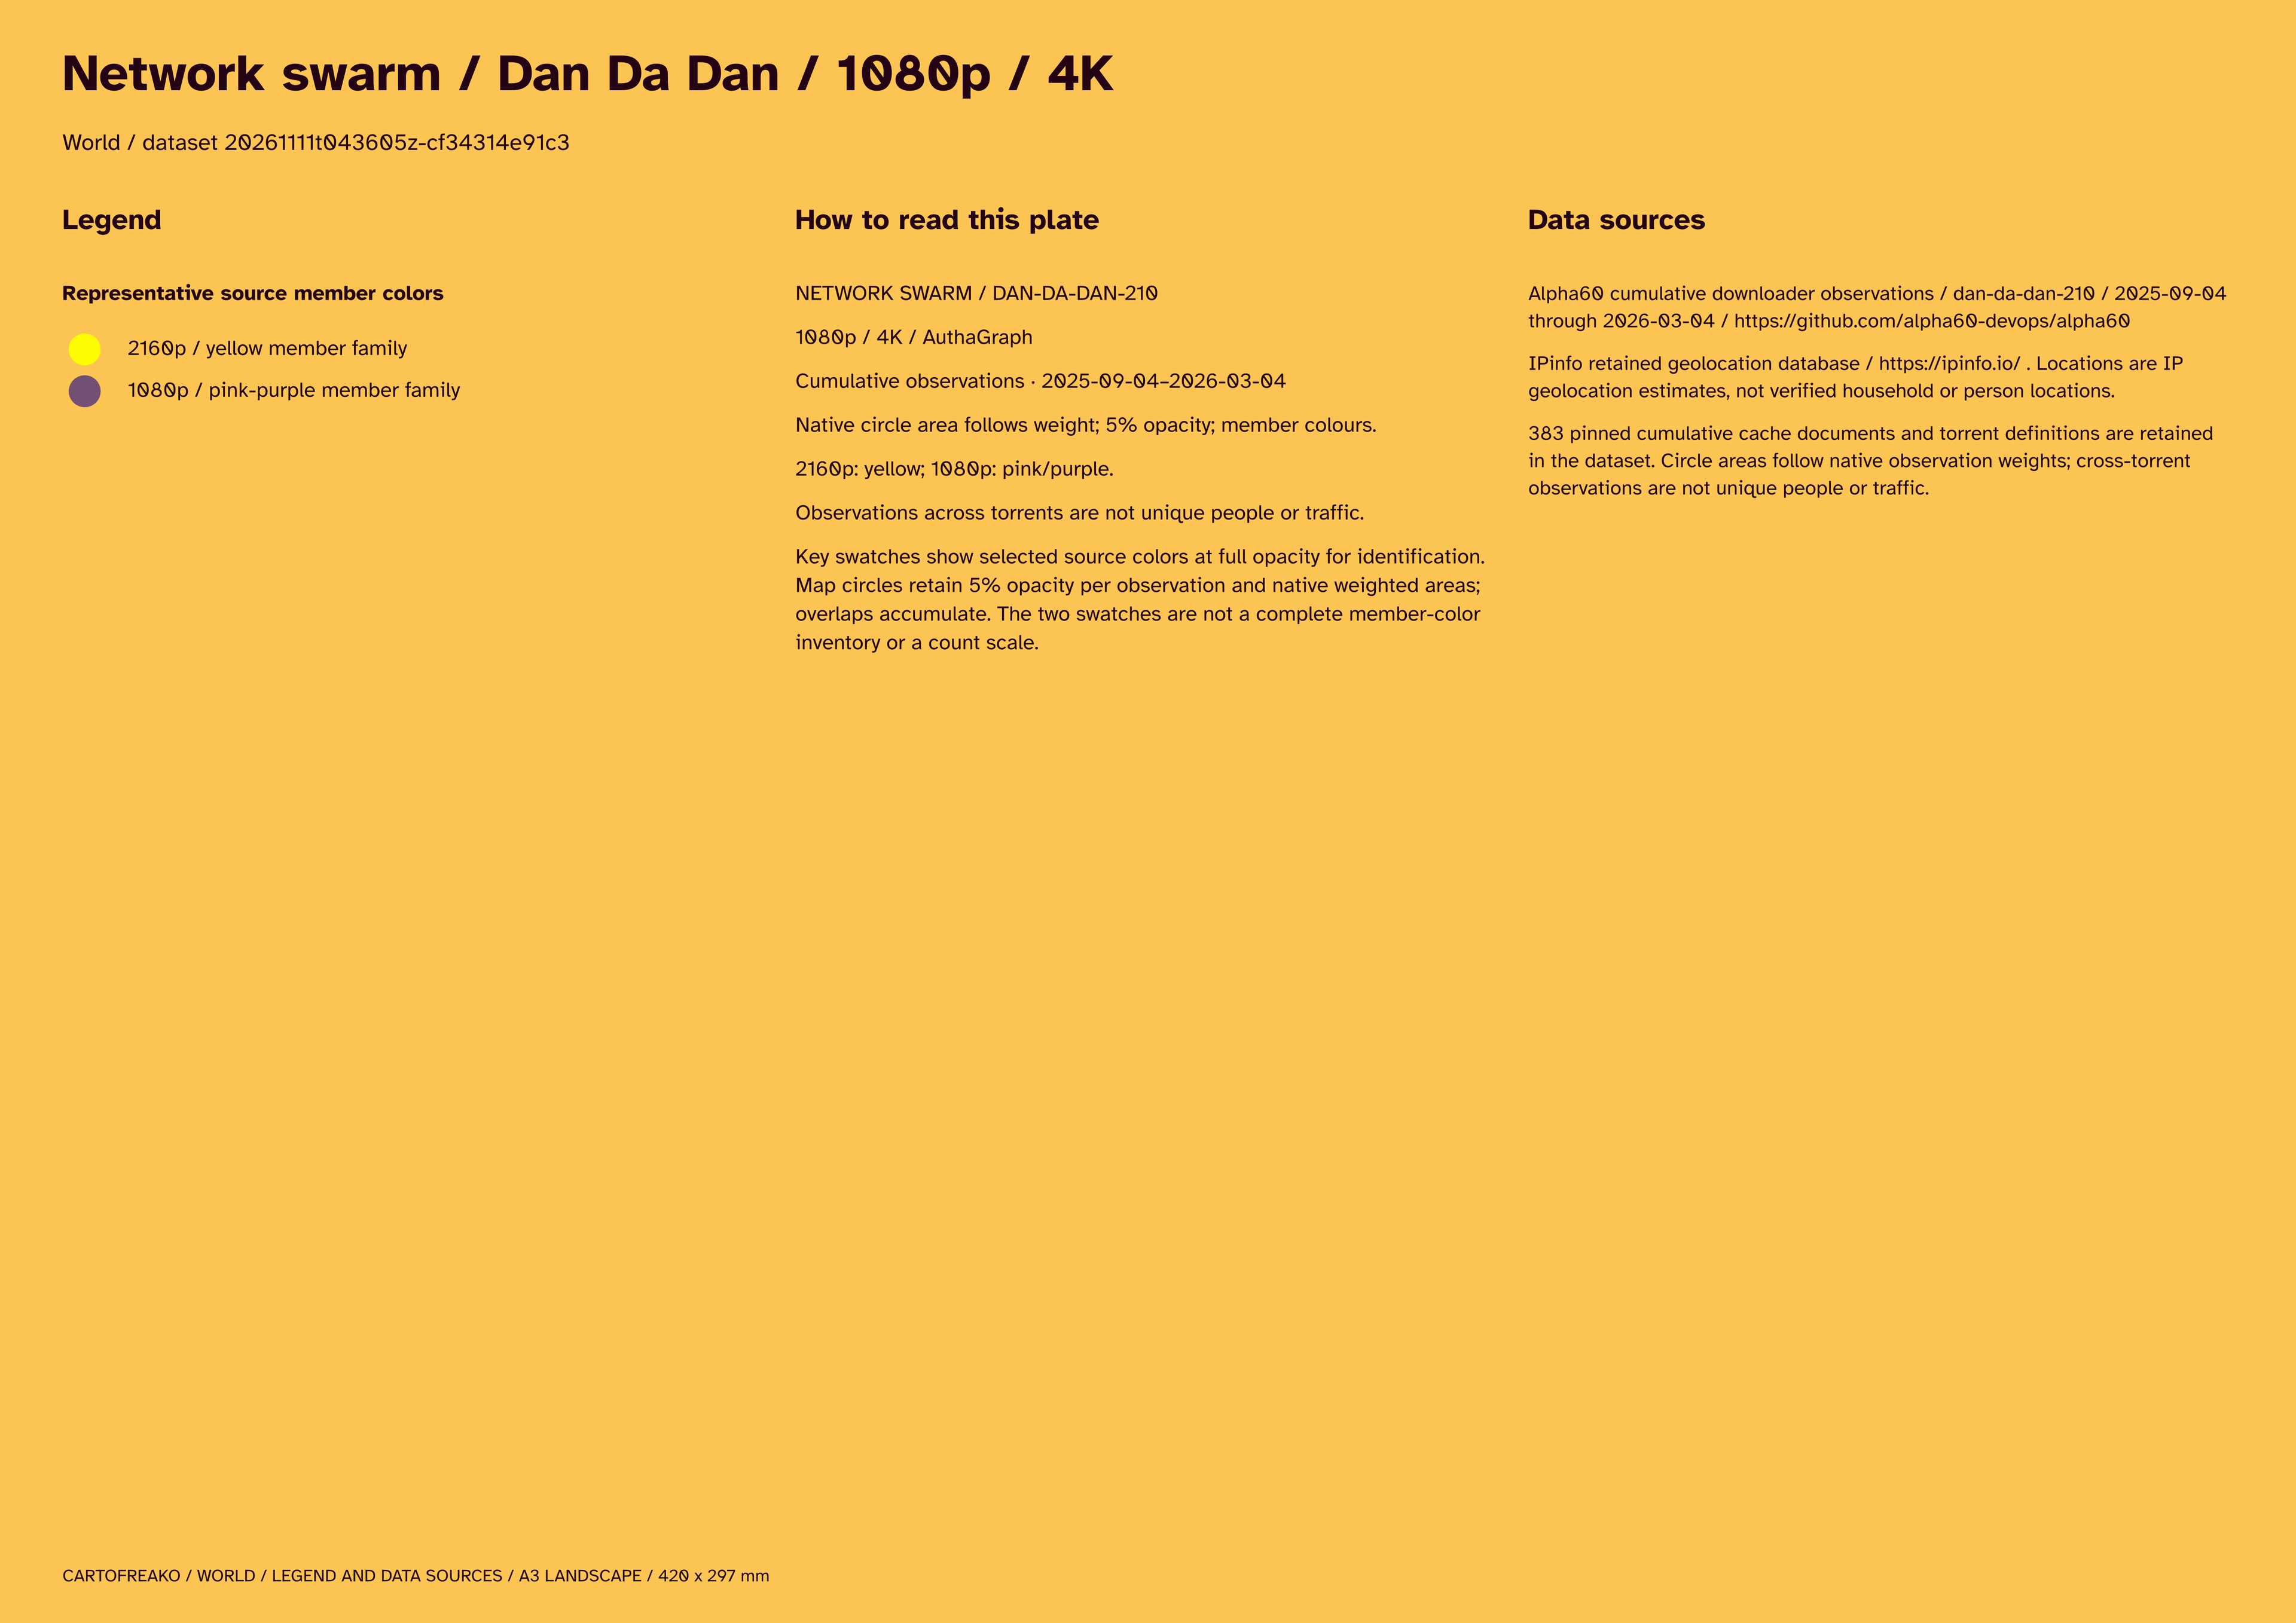 Network swarm / Dan Da Dan / 1080p / 4K
World / dataset 20261111t043605z-cf34314e91c3
Legend
Representative source member colors
2160p / yellow member family
1080p / pink-purple member family
How to read this plate
NETWORK SWARM / DAN-DA-DAN-210
1080p / 4K / AuthaGraph
Cumulative observations · 2025-09-04–2026-03-04
Native circle area follows weight; 5% opacity; member colours.
2160p: yellow; 1080p: pink/purple.
Observations across torrents are not unique people or traffic.
Key swatches show selected source colors at full opacity for identification.
Map circles retain 5% opacity per observation and native weighted areas;
overlaps accumulate. The two swatches are not a complete member-color
inventory or a count scale.
Data sources
Alpha60 cumulative downloader observations / dan-da-dan-210 / 2025-09-04
through 2026-03-04 / https://github.com/alpha60-devops/alpha60
IPinfo retained geolocation database / https://ipinfo.io/ . Locations are IP
geolocation estimates, not verified household or person locations.
383 pinned cumulative cache documents and torrent definitions are retained
in the dataset. Circle areas follow native observation weights; cross-torrent
observations are not unique people or traffic.
CARTOFREAKO / WORLD / LEGEND AND DATA SOURCES / A3 LANDSCAPE / 420 x 297 mm